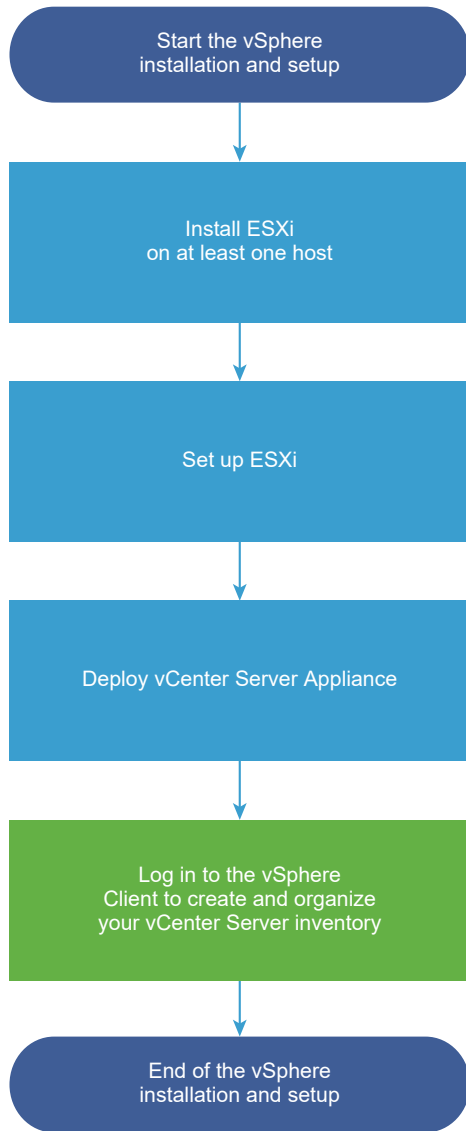 Start the vSphere
installation and setup
Install ESXi
on at least one host
Set up ESXi
Deploy vCenter Server Appliance
Log in to the vSphere
Client to create and organize
your vCenter Server inventory
End of the vSphere
installation and setup